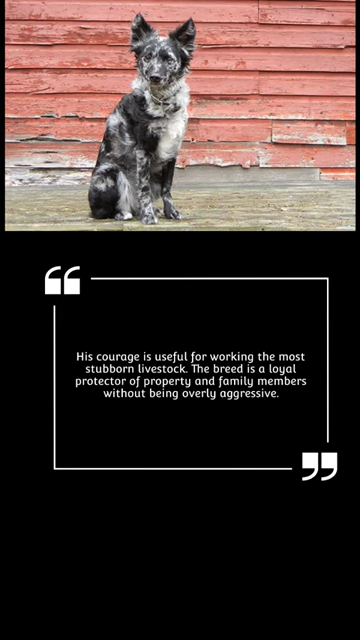 His courage is useful for working the most
stubborn livestock. The breed is a loyal
protector of property and family members
without being overly aggressive.